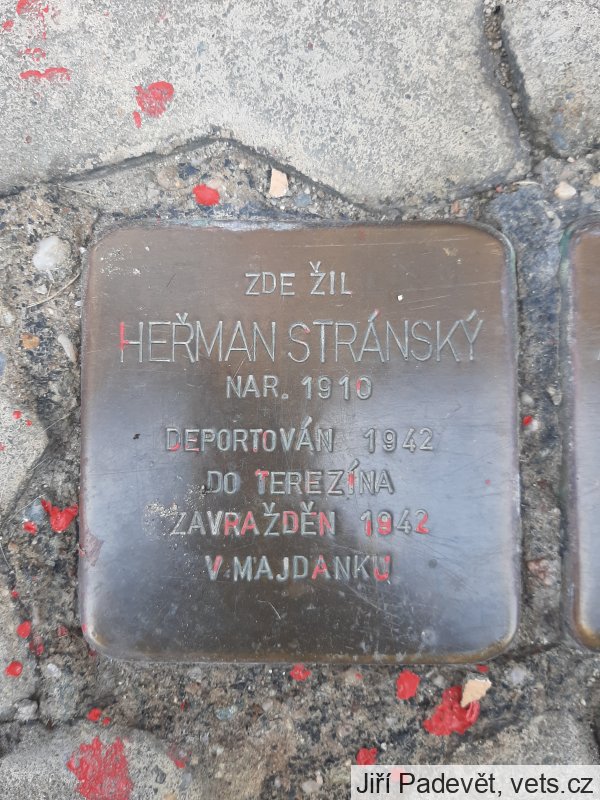 ZDE ŽIL
HEŘMAN STRÁNSKÝ
NAR. 1910
DEPORTOVÁN 1942
DO TEREZÍNA
ZAVRAŽDĚN 1942
V MAJDANKU
Jiří Padevět, vets.cz